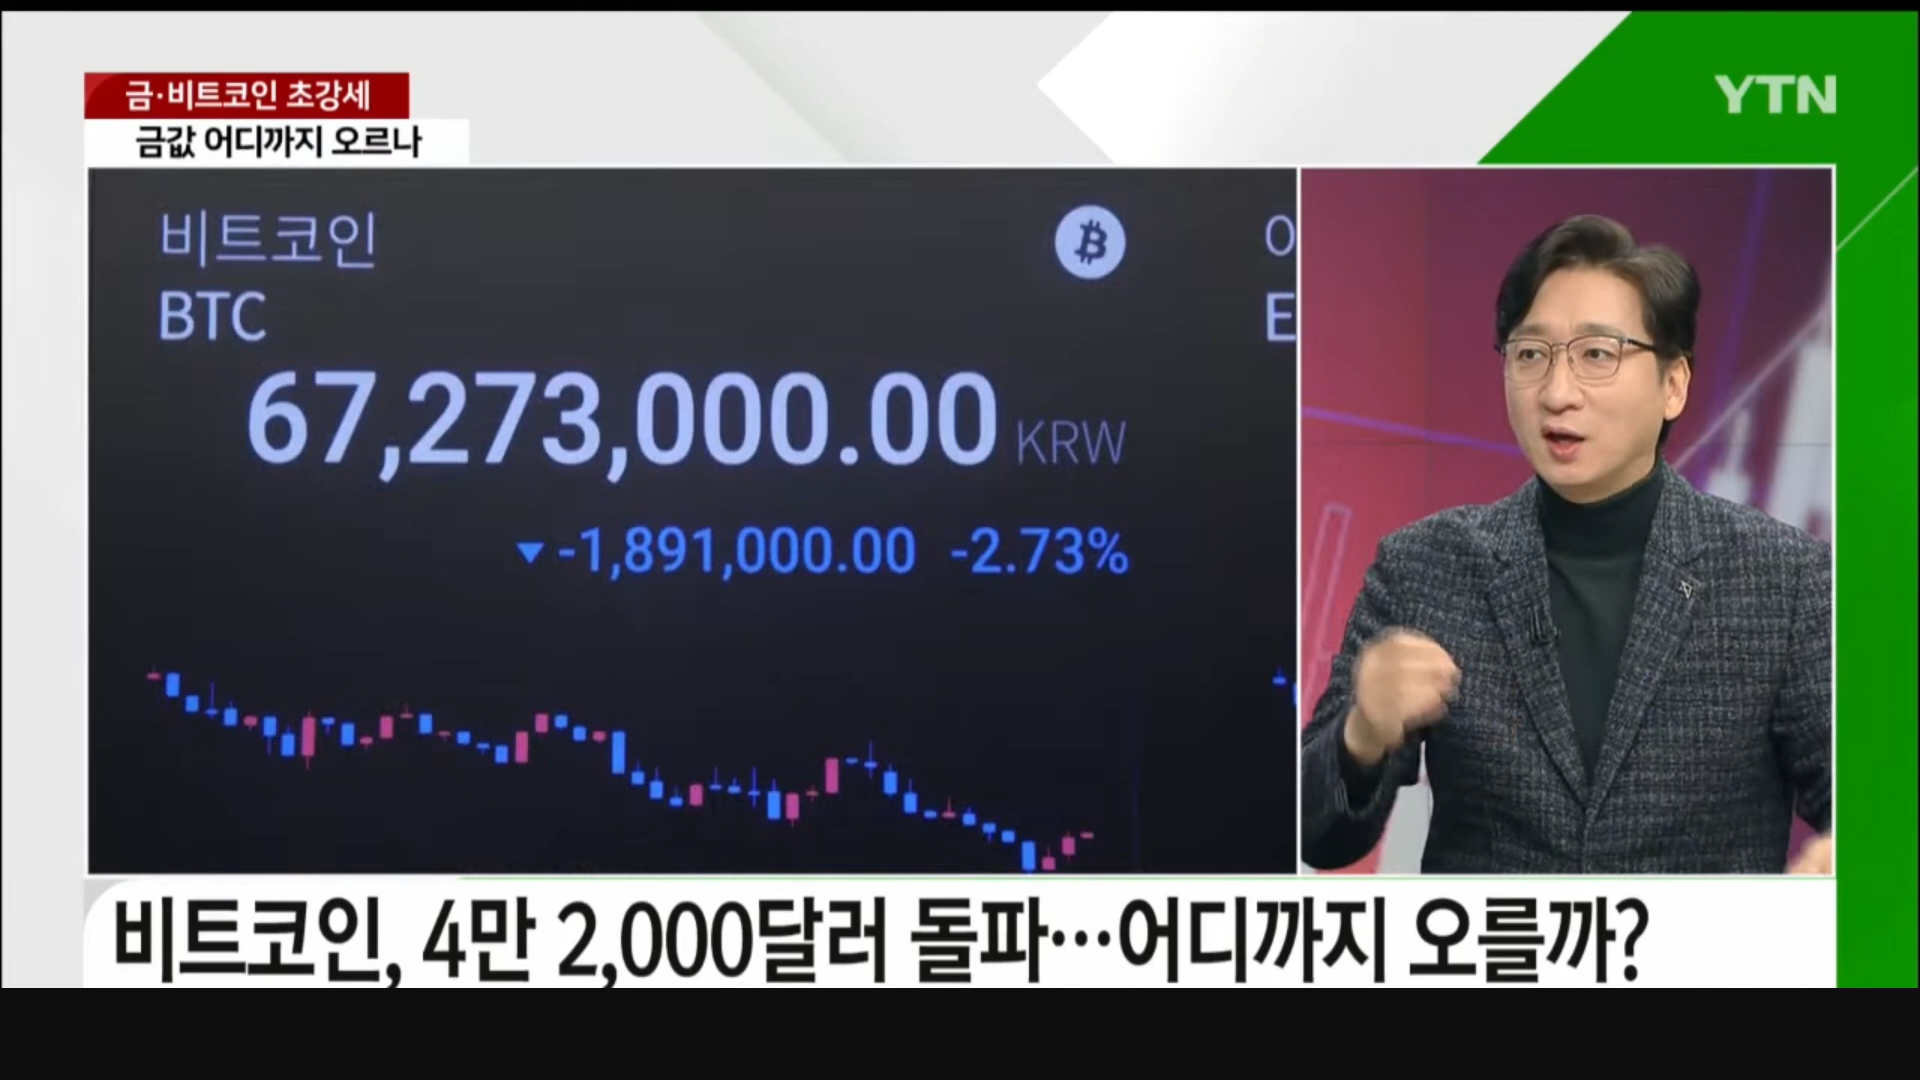 금·비트코인 초강세
YTN
금값 어디까지 오르나
비트코인
BTC
67,273,000.00 KRW
▼-1,891,000.00 -2.73%
E
비트코인, 4만 2,000달러 돌파…어디까지 오를까?